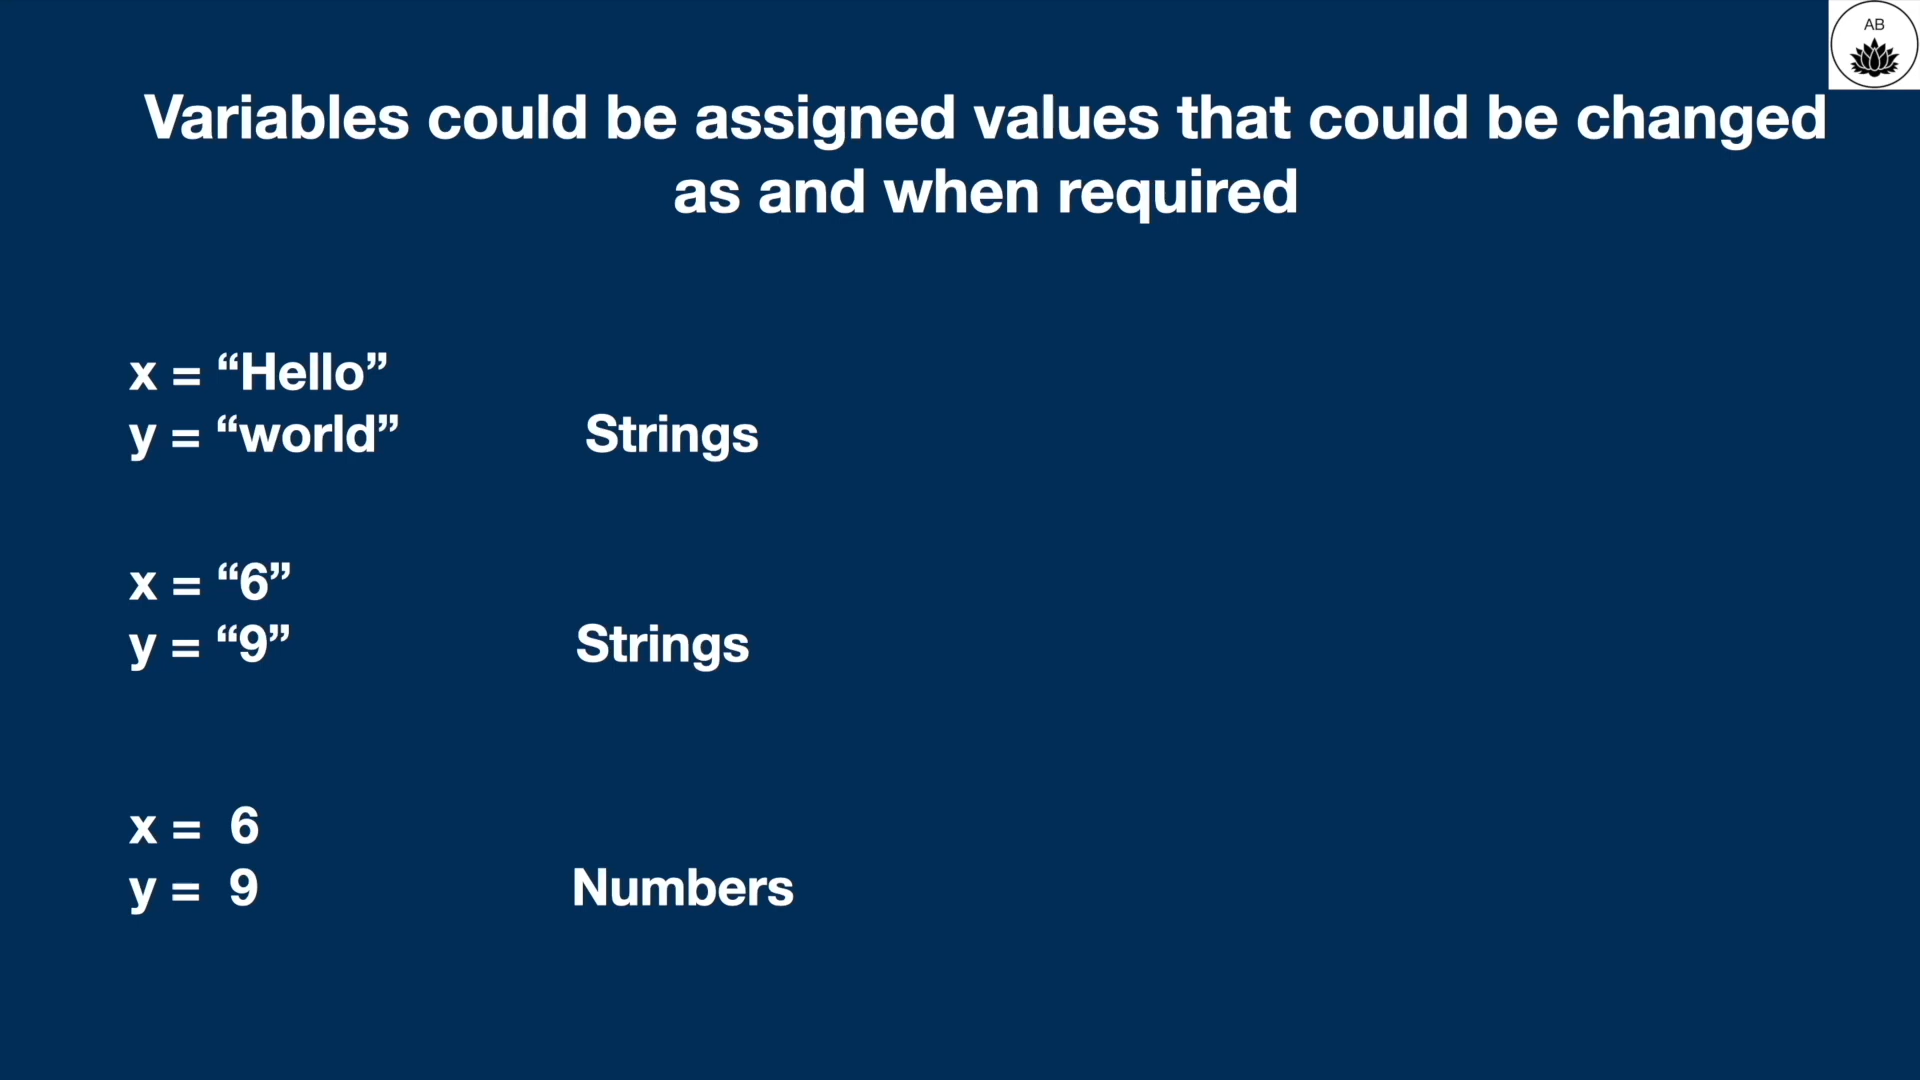 AB
Variables could be assigned values that could be changed
as and when required
x = “Hello”
y = “world” Strings
x = “6”
y = “9” Strings
x = 6
y = 9 Numbers